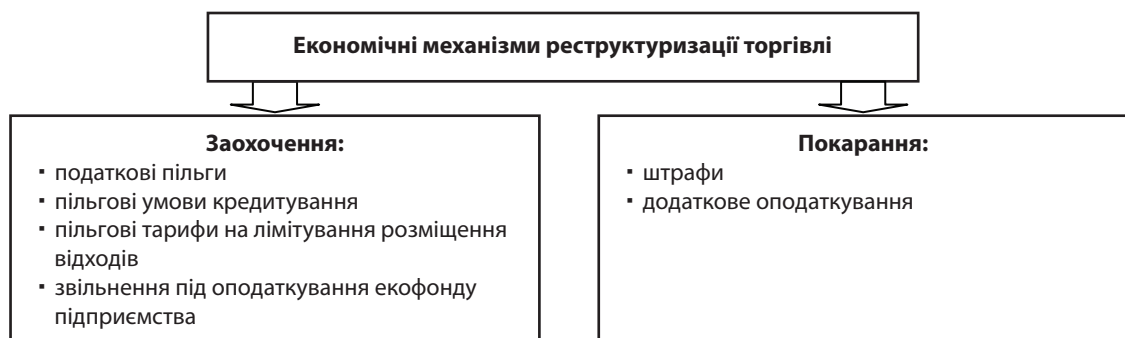 Економічні механізми реструктуризації торгівлі
Заохочення:
▪ податкові пільги
▪ пільгові умови кредитування
▪ пільгові тарифи на лімітування розміщення
відходів
▪ звільнення під оподаткування екофонду
підприємства
Покарання:
▪ штрафи
▪ додаткове оподаткування